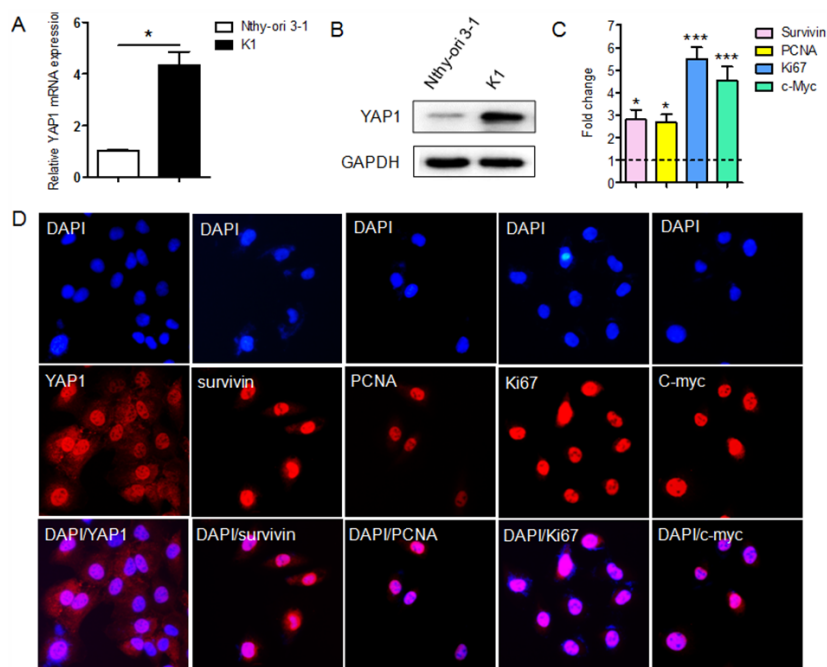 A
Relative YAP1 mRNA expression
6
4
2
0
*
Nthy-ori 3-1
K1
B
Nthy-ori 3-1
K1
YAP1
GAPDH
C
Fold change
7
6
5
4
3
2
1
0
*
*
***
***
Survivin
PCNA
Ki67
c-Myc
D
DAPI
DAPI
DAPI
DAPI
DAPI
YAP1
survivin
PCNA
Ki67
C-myc
DAPI/YAP1
DAPI/survivin
DAPI/PCNA
DAPI/Ki67
DAPI/c-myc